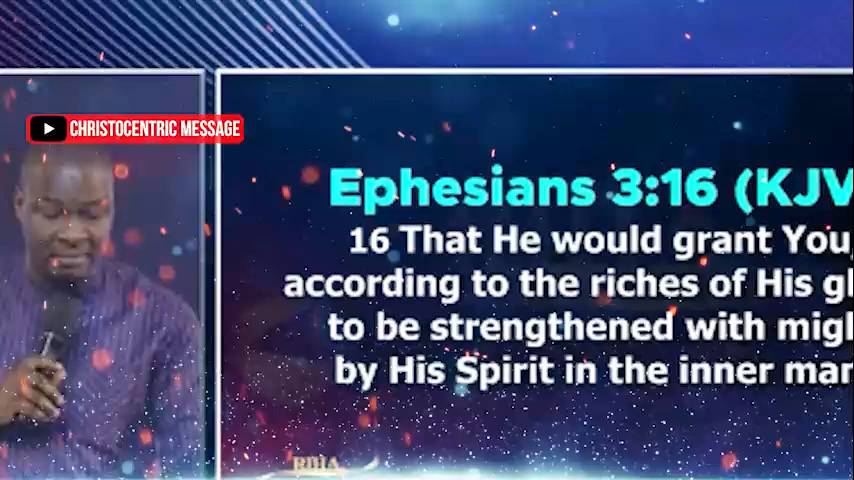 CHRISTOCENTRIC MESSAGE
Ephesians 3:16 (KJV
16 That He would grant You,
according to the riches of His gl
to be strengthened with migh
by His Spirit in the inner man